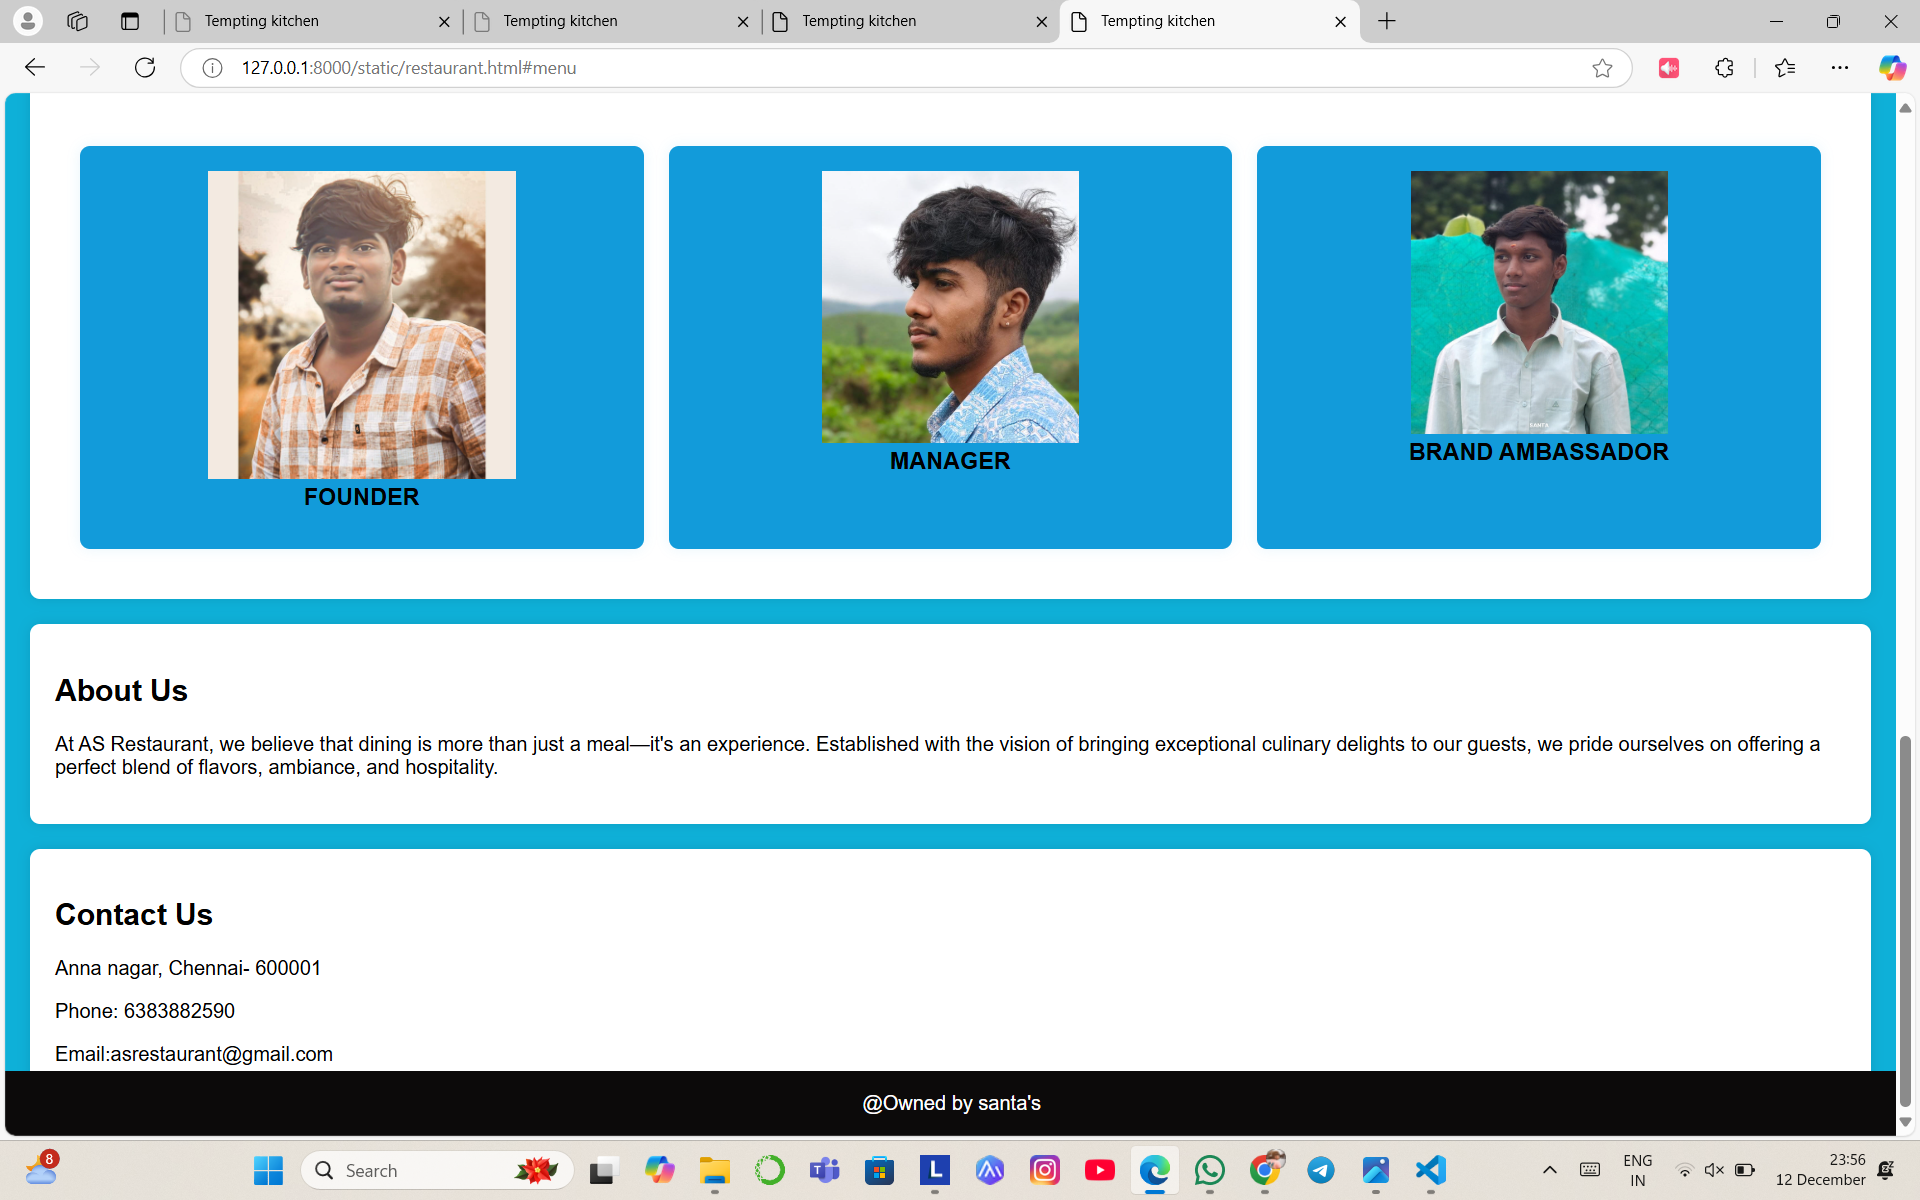 Tempting kitchen
Tempting kitchen
Tempting kitchen
Tempting kitchen
127.0.0.1:8000/static/restaurant.html#menu
SANTA
FOUNDER
MANAGER
BRAND AMBASSADOR
About Us
At AS Restaurant, we believe that dining is more than just a meal—it's an experience. Established with the vision of bringing exceptional culinary delights to our guests, we pride ourselves on offering a
perfect blend of flavors, ambiance, and hospitality.
Contact Us
Anna nagar, Chennai- 600001
Phone: 6383882590
Email:asrestaurant@gmail.com
@Owned by santa's
8
Search
L
ENG
IN
23:56
12 December